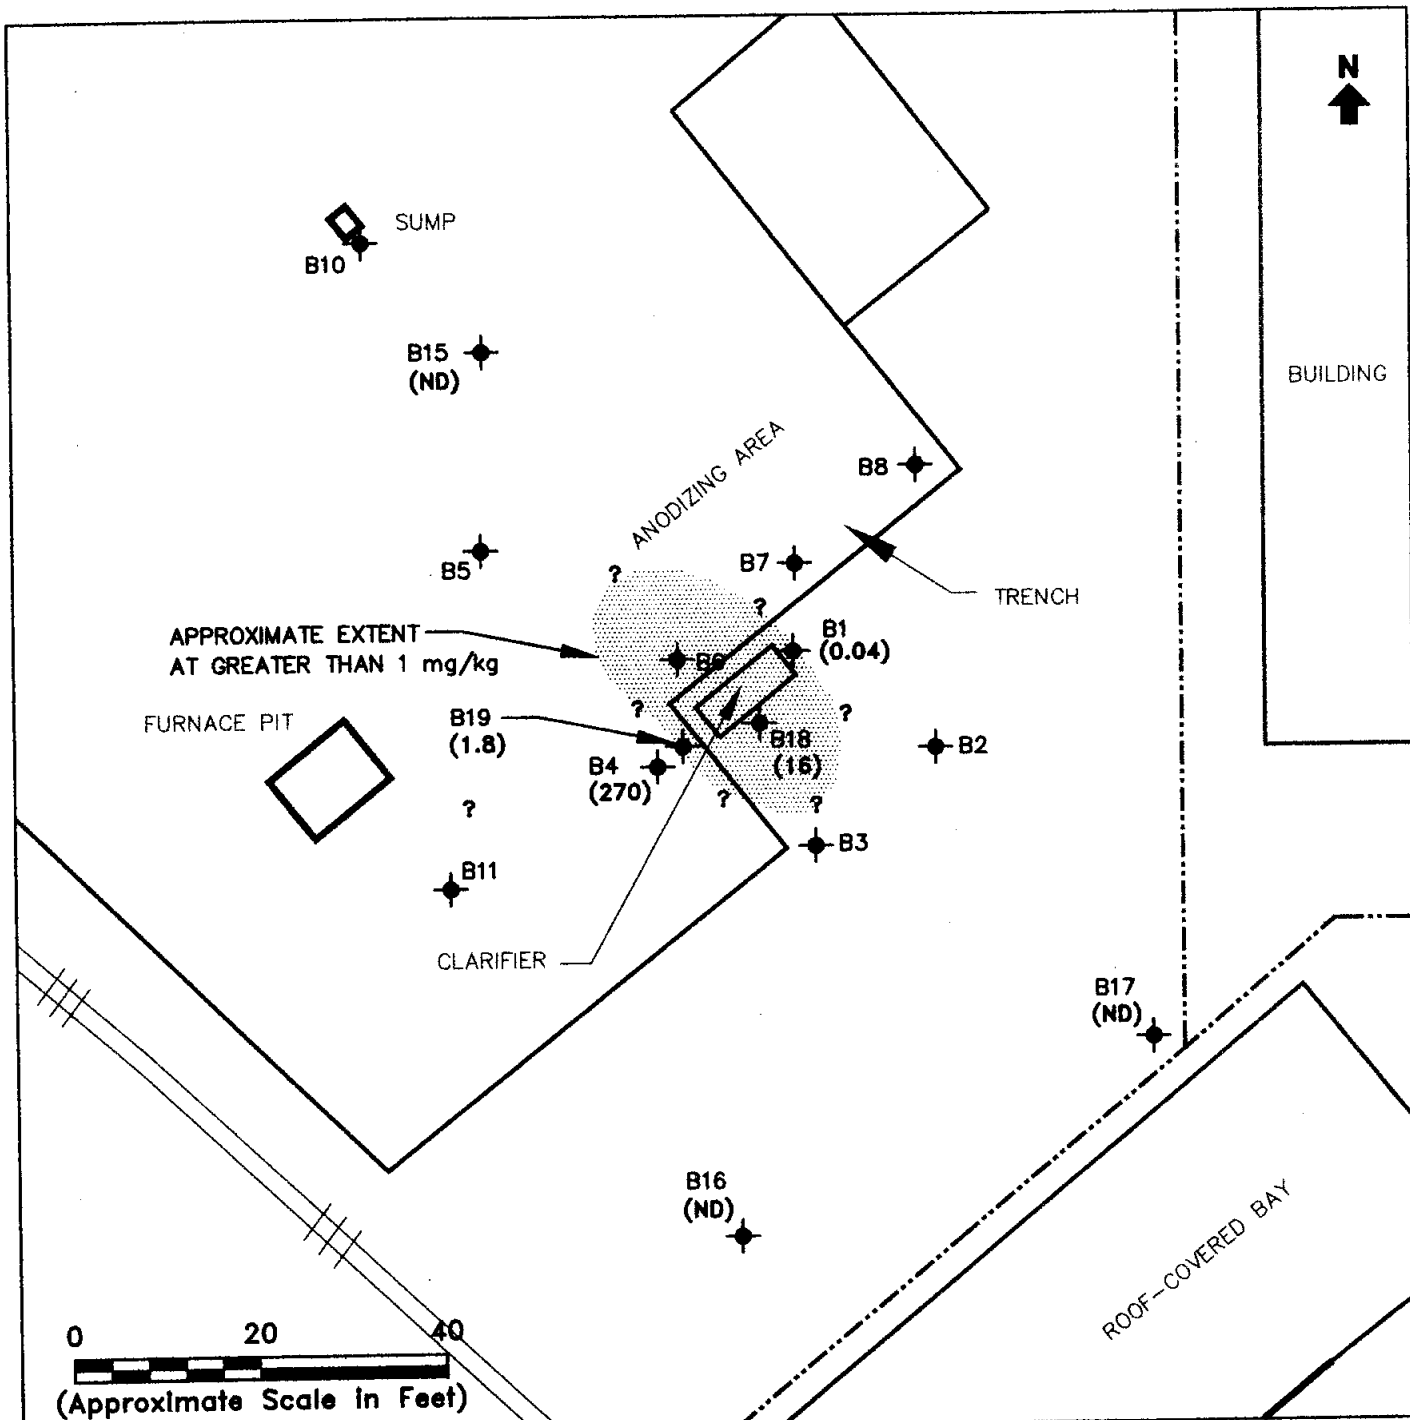 N
SUMP
B10
B15
(ND)
BUILDING
ANODIZING AREA
B8
B5
B7
?
?
TRENCH
APPROXIMATE EXTENT
AT GREATER THAN 1 mg/kg
B6
B1
(0.04)
FURNACE PIT
B19
(1.8)
?
?
B18
(16)
B2
B4
(270)
?
?
?
B3
B11
CLARIFIER
B17
(ND)
B16
(ND)
ROOF-COVERED BAY
0 20 40
(Approximate Scale in Feet)